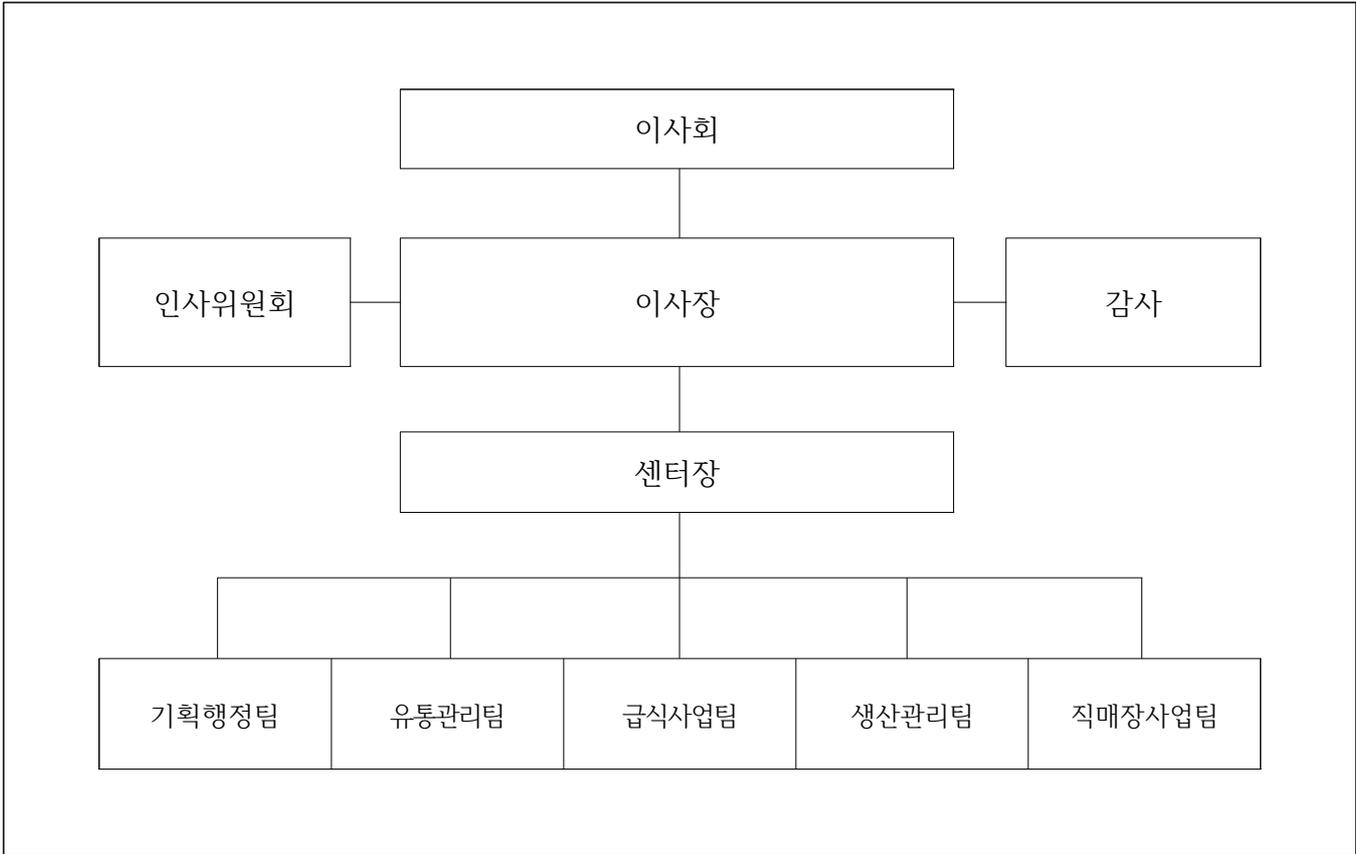 이사회
인사위원회
이사장
감사
센터장
기획행정팀
유통관리팀
급식사업팀
생산관리팀
직매장사업팀